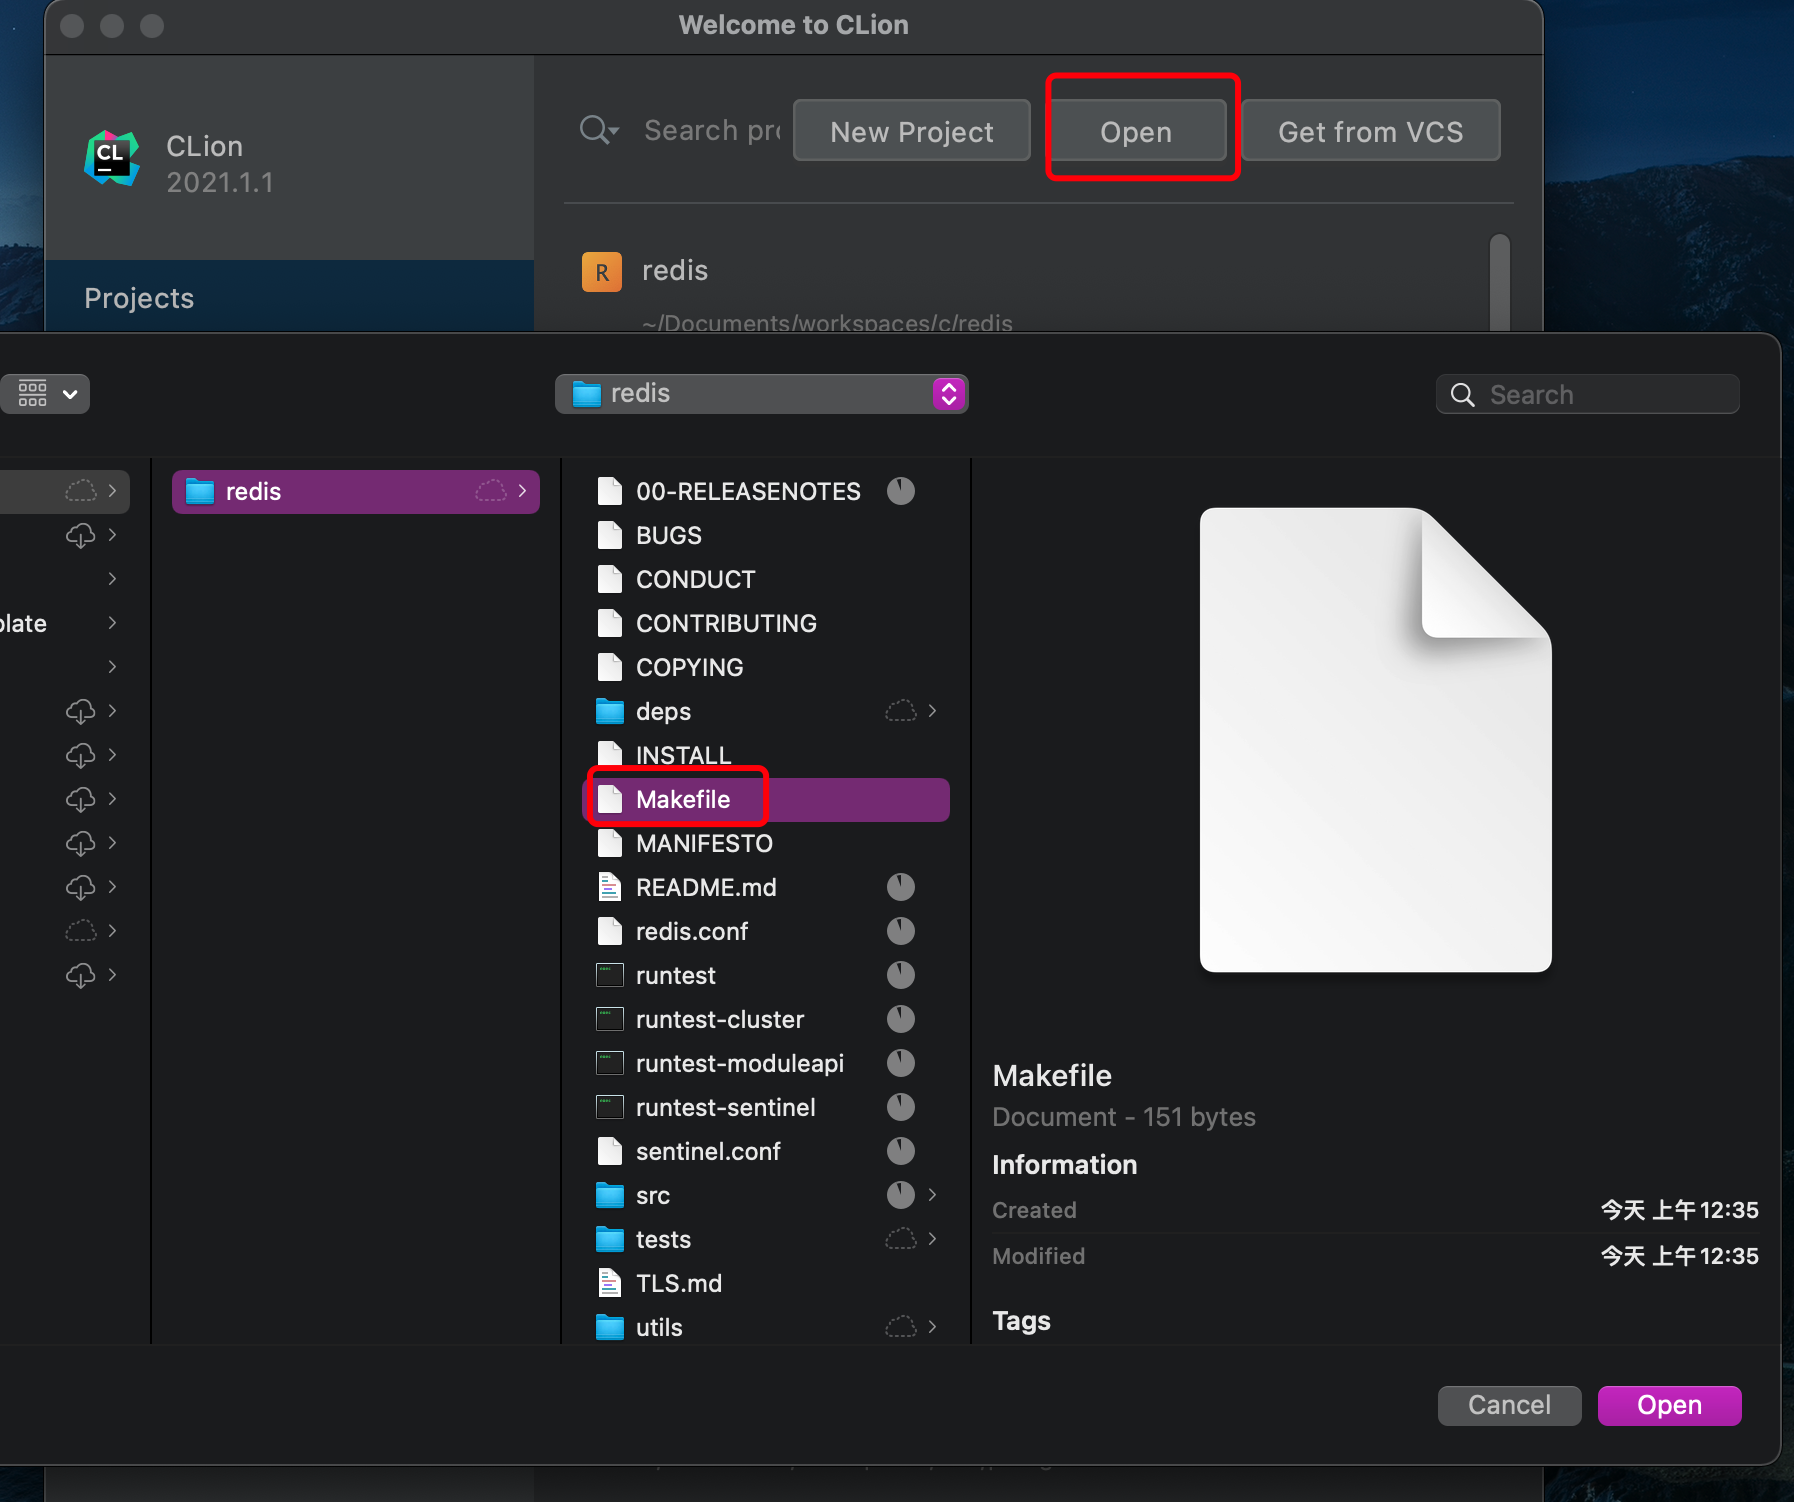 Welcome to CLion
CL
CLion
2021.1.1
Search pro
New Project
Open
Get from VCS
Projects
R
redis
~/Documents/workspaces/c/redis
redis
Search
plate
redis
00-RELEASENOTES
BUGS
CONDUCT
CONTRIBUTING
COPYING
deps
INSTALL
Makefile
MANIFESTO
README.md
redis.conf
runtest
runtest-cluster
runtest-moduleapi
runtest-sentinel
sentinel.conf
src
tests
TLS.md
utils
Makefile
Document - 151 bytes
Information
Created 今天 上午12:35
Modified 今天 上午12:35
Tags
Cancel
Open